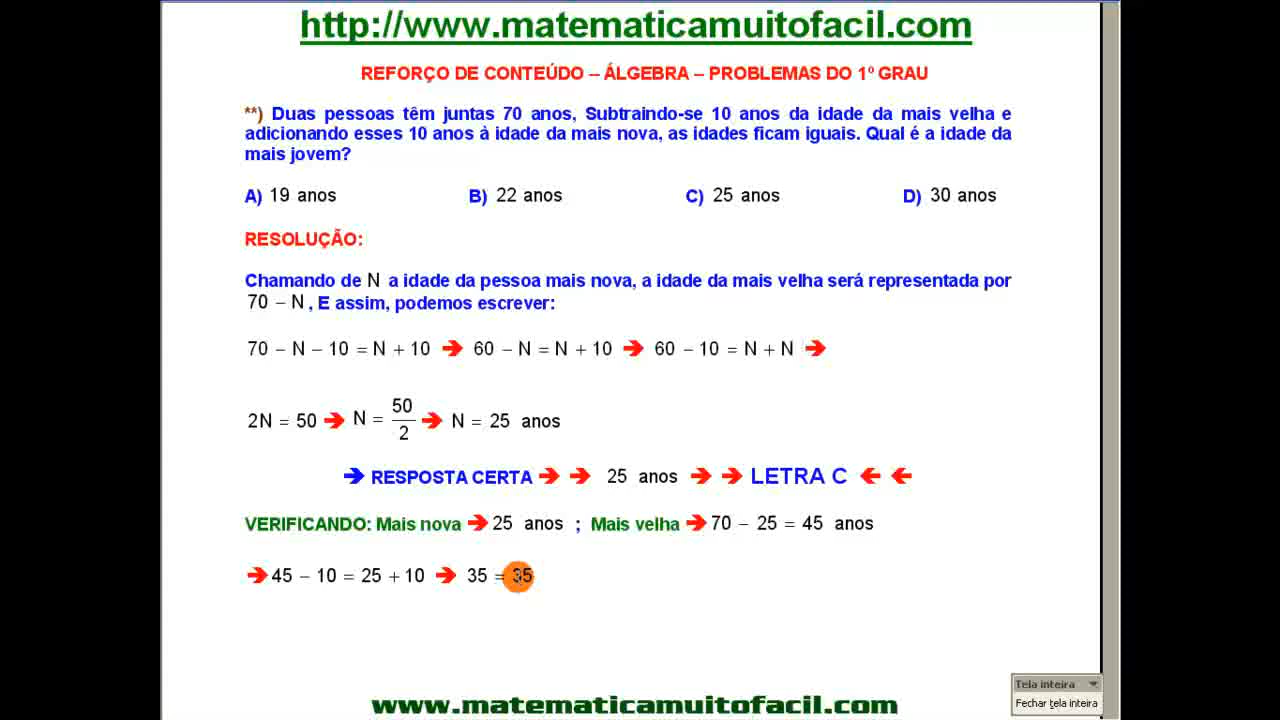 http://www.matematicamuitofacil.com
REFORÇO DE CONTEÚDO – ÁLGEBRA – PROBLEMAS DO 1º GRAU
**) Duas pessoas têm juntas 70 anos, Subtraindo-se 10 anos da idade da mais velha e
adicionando esses 10 anos à idade da mais nova, as idades ficam iguais. Qual é a idade da
mais jovem?
A) 19 anos B) 22 anos C) 25 anos D) 30 anos
RESOLUÇÃO:
Chamando de N a idade da pessoa mais nova, a idade da mais velha será representada por
70 – N , E assim, podemos escrever:
70 – N – 10 = N + 10 ➔ 60 – N = N + 10 ➔ 60 – 10 = N + N ➔
2N = 50 ➔ N = 50/2 ➔ N = 25 anos
➔ RESPOSTA CERTA ➔ ➔ 25 anos ➔ ➔ LETRA C 🡰 🡰
VERIFICANDO: Mais nova ➔ 25 anos ; Mais velha ➔ 70 – 25 = 45 anos
➔ 45 – 10 = 25 + 10 ➔ 35 = 35
Tela inteira
Fechar tela inteira
www.matematicamuitofacil.com